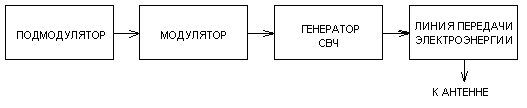 ПОДМОДУЛЯТОР
МОДУЛЯТОР
ГЕНЕРАТОР
СВЧ
ЛИНИЯ ПЕРЕДАЧИ
ЭЛЕКТРОЭНЕРГИИ
К АНТЕННЕ